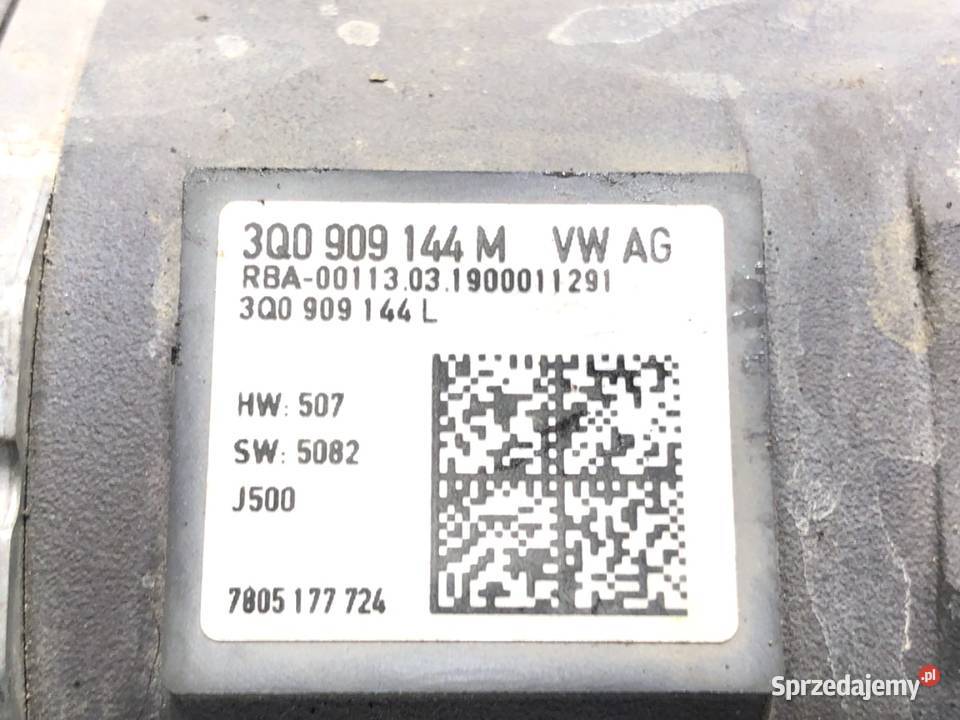 3Q0 909 144 M VW AG
RBA-00113.03.1900011291
3Q0 909 144 L
HW: 507
SW: 5082
J500
7805 177 724
Sprzedajemy.pl